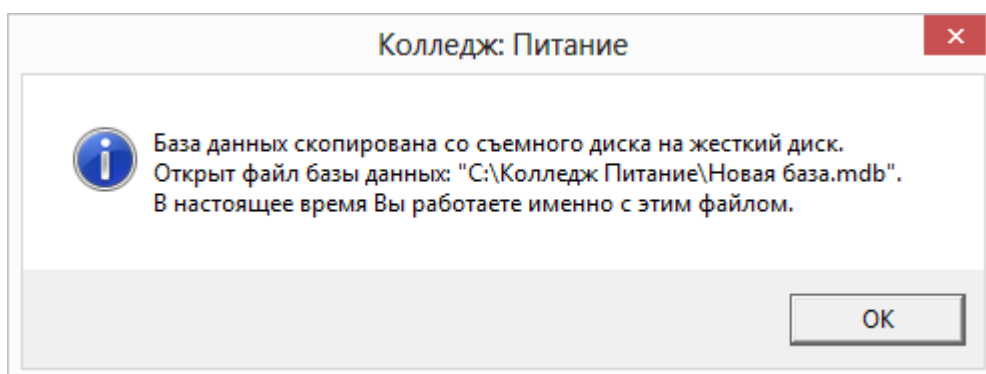 Колледж: Питание
База данных скопирована со съемного диска на жесткий диск.
Открыт файл базы данных: "C:\Колледж Питание\Новая база.mdb".
В настоящее время Вы работаете именно с этим файлом.
OK